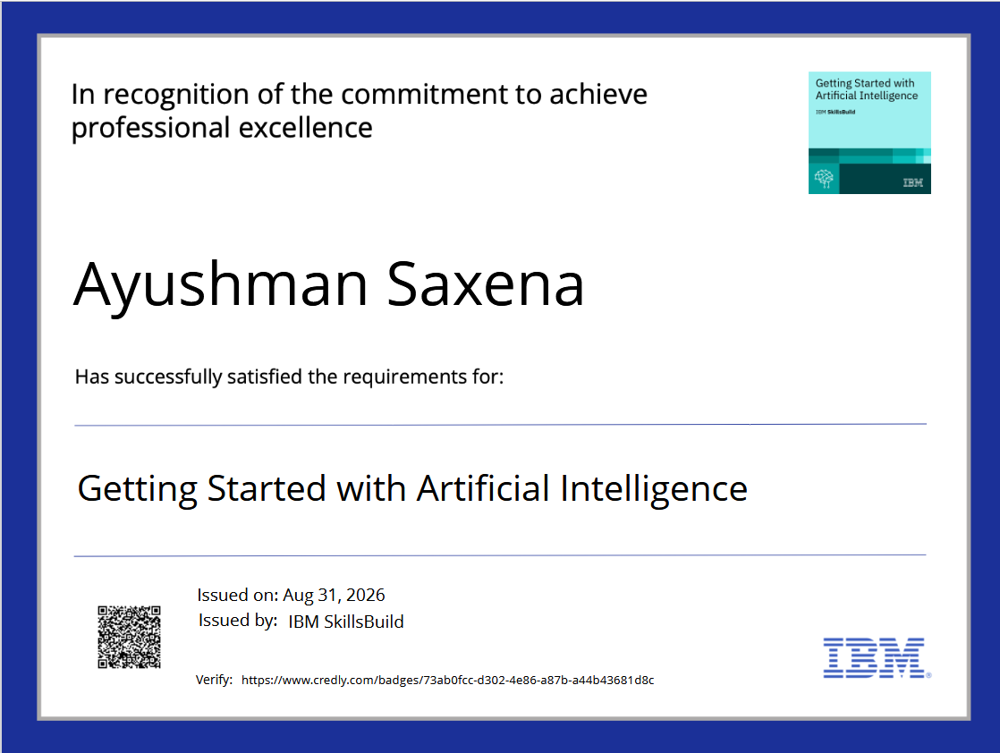 In recognition of the commitment to achieve
professional excellence
Getting Started with
Artificial Intelligence
IBM SkillsBuild
IBM
Ayushman Saxena
Has successfully satisfied the requirements for:
Getting Started with Artificial Intelligence
Issued on: Aug 31, 2026
Issued by: IBM SkillsBuild
Verify: https://www.credly.com/badges/73ab0fcc-d302-4e86-a87b-a44b43681d8c
IBM®